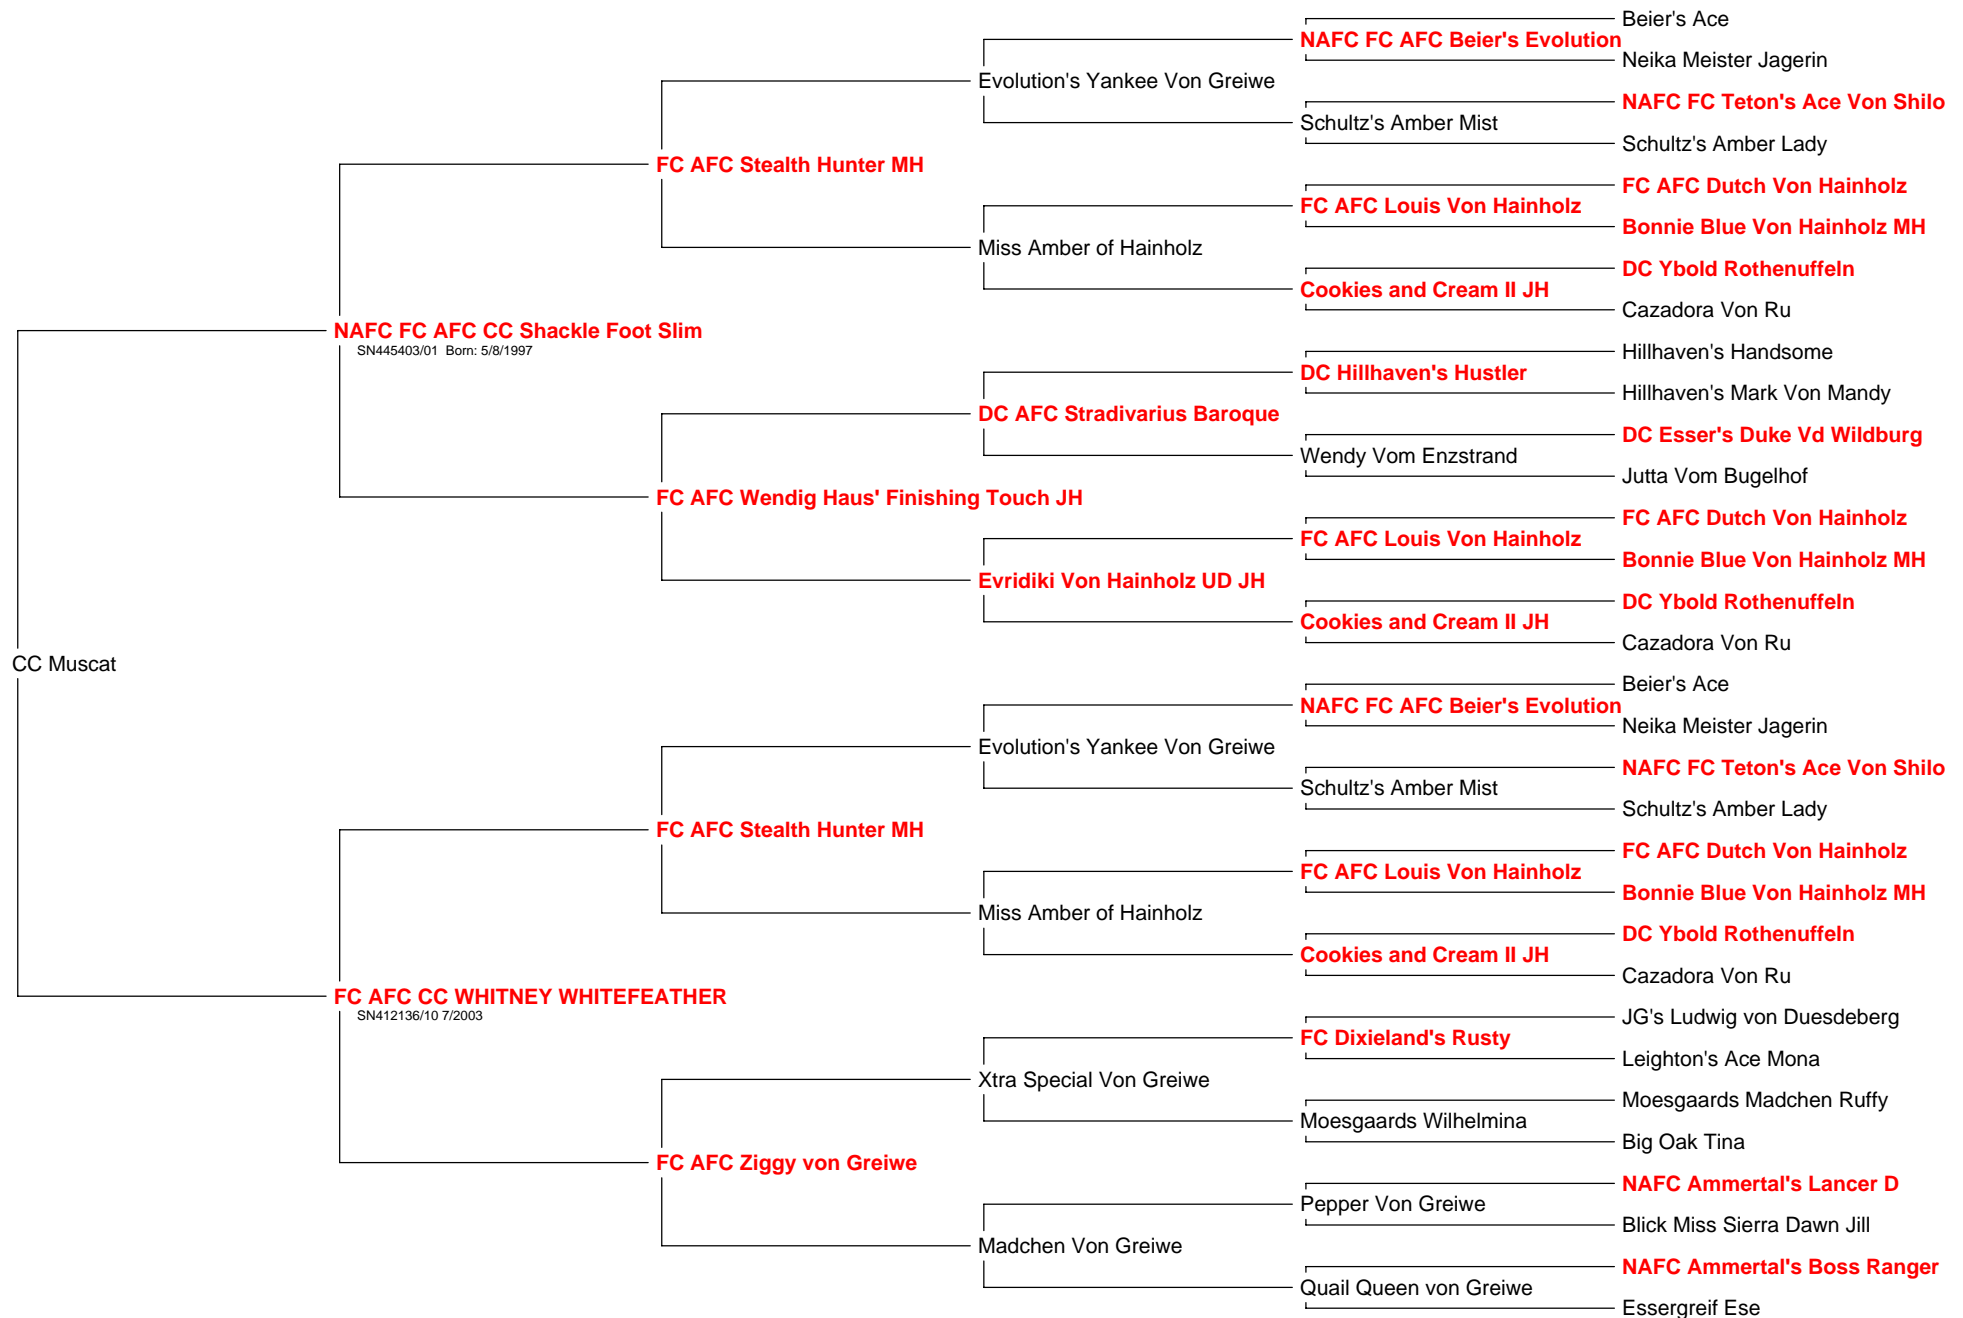 Beier's Ace
NAFC FC AFC Beier's Evolution
Neika Meister Jagerin
Evolution's Yankee Von Greiwe
NAFC FC Teton's Ace Von Shilo
Schultz's Amber Mist
Schultz's Amber Lady
FC AFC Stealth Hunter MH
FC AFC Dutch Von Hainholz
FC AFC Louis Von Hainholz
Bonnie Blue Von Hainholz MH
Miss Amber of Hainholz
DC Ybold Rothenuffeln
Cookies and Cream II JH
Cazadora Von Ru
NAFC FC AFC CC Shackle Foot Slim
SN445403/01 Born: 5/8/1997
Hillhaven's Handsome
DC Hillhaven's Hustler
Hillhaven's Mark Von Mandy
DC AFC Stradivarius Baroque
DC Esser's Duke Vd Wildburg
Wendy Vom Enzstrand
Jutta Vom Bugelhof
FC AFC Wendig Haus' Finishing Touch JH
FC AFC Dutch Von Hainholz
FC AFC Louis Von Hainholz
Bonnie Blue Von Hainholz MH
Evridiki Von Hainholz UD JH
DC Ybold Rothenuffeln
Cookies and Cream II JH
Cazadora Von Ru
CC Muscat
Beier's Ace
NAFC FC AFC Beier's Evolution
Neika Meister Jagerin
Evolution's Yankee Von Greiwe
NAFC FC Teton's Ace Von Shilo
Schultz's Amber Mist
Schultz's Amber Lady
FC AFC Stealth Hunter MH
FC AFC Dutch Von Hainholz
FC AFC Louis Von Hainholz
Bonnie Blue Von Hainholz MH
Miss Amber of Hainholz
DC Ybold Rothenuffeln
Cookies and Cream II JH
Cazadora Von Ru
FC AFC CC WHITNEY WHITEFEATHER
SN412136/10 7/2003
JG's Ludwig von Duesdeberg
FC Dixieland's Rusty
Leighton's Ace Mona
Xtra Special Von Greiwe
Moesgaards Madchen Ruffy
Moesgaards Wilhelmina
Big Oak Tina
FC AFC Ziggy von Greiwe
NAFC Ammertal's Lancer D
Pepper Von Greiwe
Blick Miss Sierra Dawn Jill
Madchen Von Greiwe
NAFC Ammertal's Boss Ranger
Quail Queen von Greiwe
Essergreif Ese